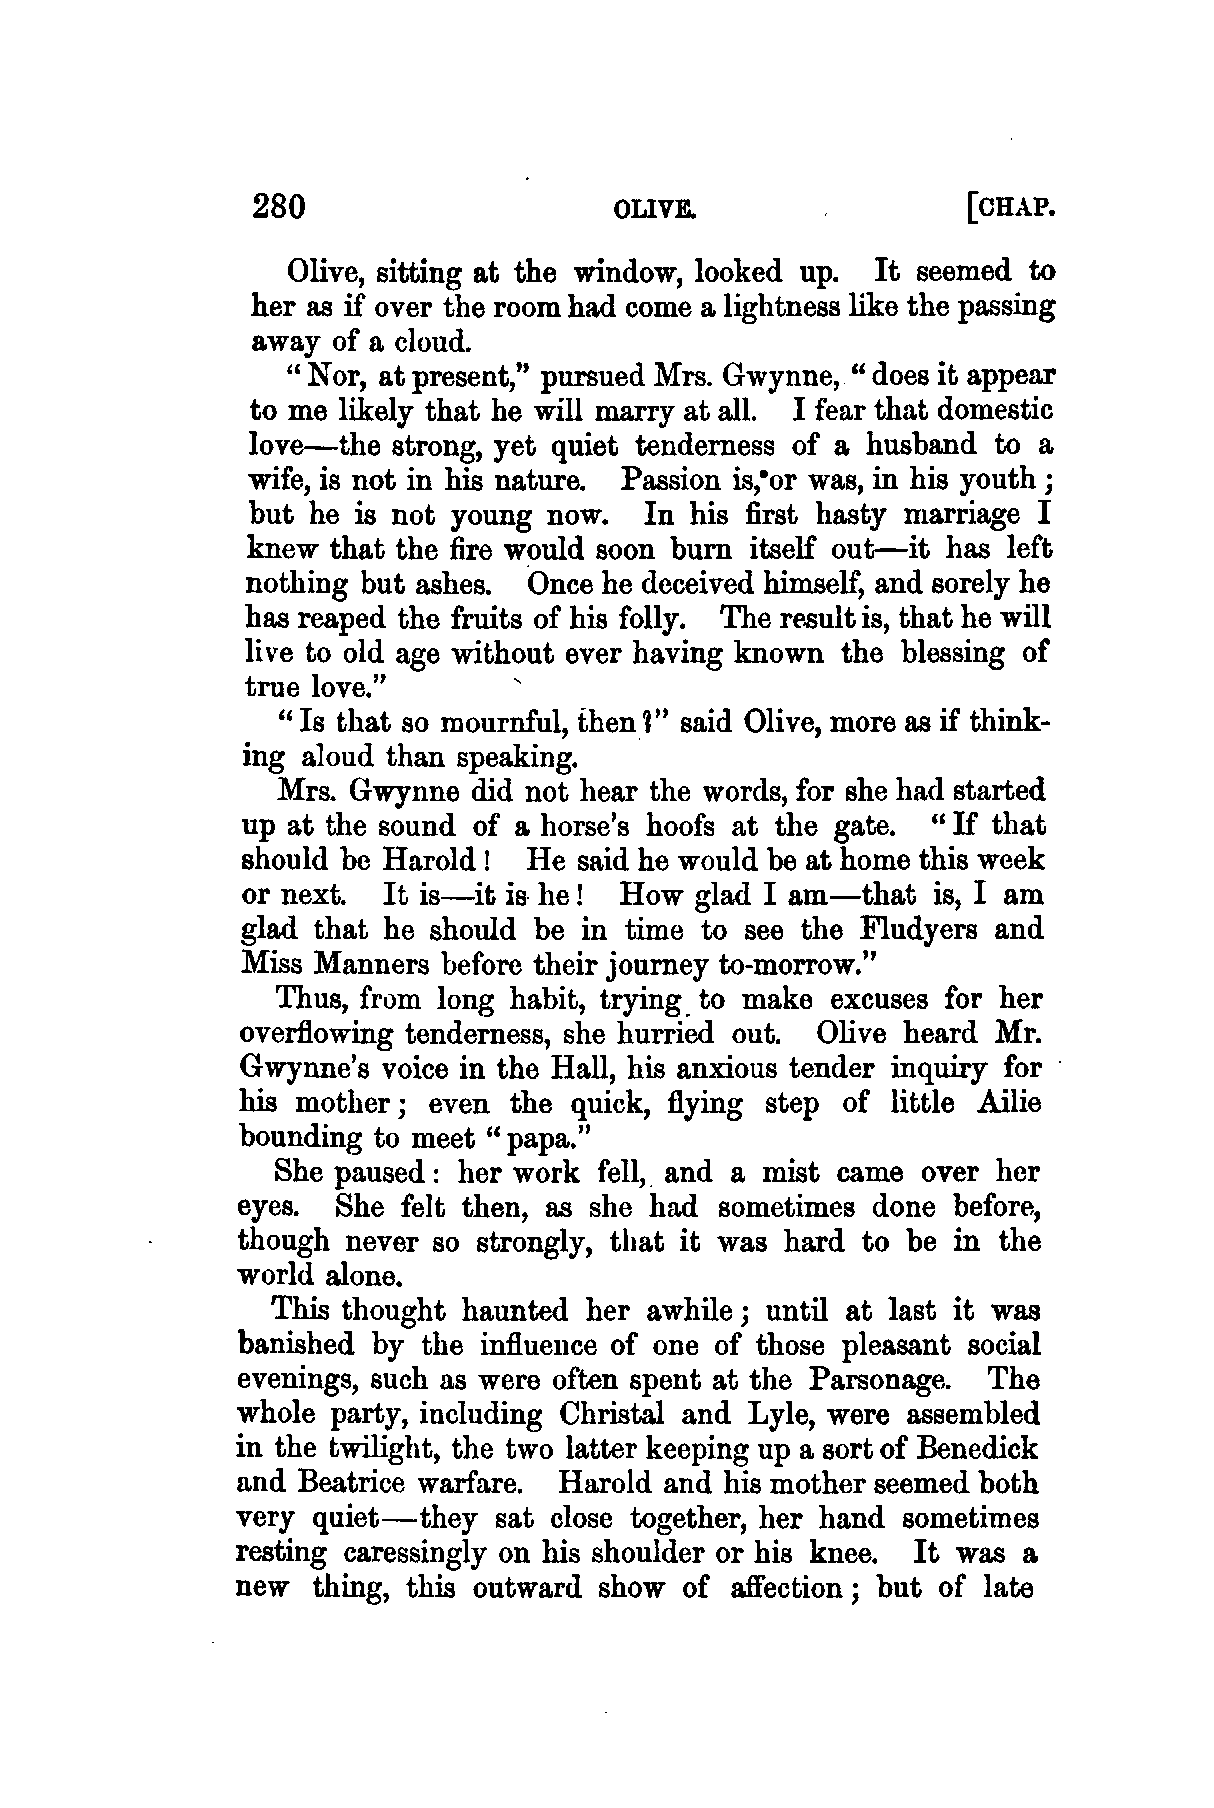 280 OLIVE. [CHAP.
Olive, sitting at the window, looked up. It seemed to
her as if over the room had come a lightness like the passing
away of a cloud.
“Nor, at present,” pursued Mrs. Gwynne, “does it appear
to me likely that he will marry at all. I fear that domestic
love—the strong, yet quiet tenderness of a husband to a
wife, is not in his nature. Passion is, or was, in his youth;
but he is not young now. In his first hasty marriage I
knew that the fire would soon burn itself out—it has left
nothing but ashes. Once he deceived himself, and sorely he
has reaped the fruits of his folly. The result is, that he will
live to old age without ever having known the blessing of
true love.”
“Is that so mournful, then?” said Olive, more as if think-
ing aloud than speaking.
Mrs. Gwynne did not hear the words, for she had started
up at the sound of a horse’s hoofs at the gate. “If that
should be Harold! He said he would be at home this week
or next. It is—it is he! How glad I am—that is, I am
glad that he should be in time to see the Fludyers and
Miss Manners before their journey to-morrow.”
Thus, from long habit, trying to make excuses for her
overflowing tenderness, she hurried out. Olive heard Mr.
Gwynne’s voice in the Hall, his anxious tender inquiry for
his mother; even the quick, flying step of little Ailie
bounding to meet “papa.”
She paused: her work fell, and a mist came over her
eyes. She felt then, as she had sometimes done before,
though never so strongly, that it was hard to be in the
world alone.
This thought haunted her awhile; until at last it was
banished by the influence of one of those pleasant social
evenings, such as were often spent at the Parsonage. The
whole party, including Christal and Lyle, were assembled
in the twilight, the two latter keeping up a sort of Benedick
and Beatrice warfare. Harold and his mother seemed both
very quiet—they sat close together, her hand sometimes
resting caressingly on his shoulder or his knee. It was a
new thing, this outward show of affection; but of late